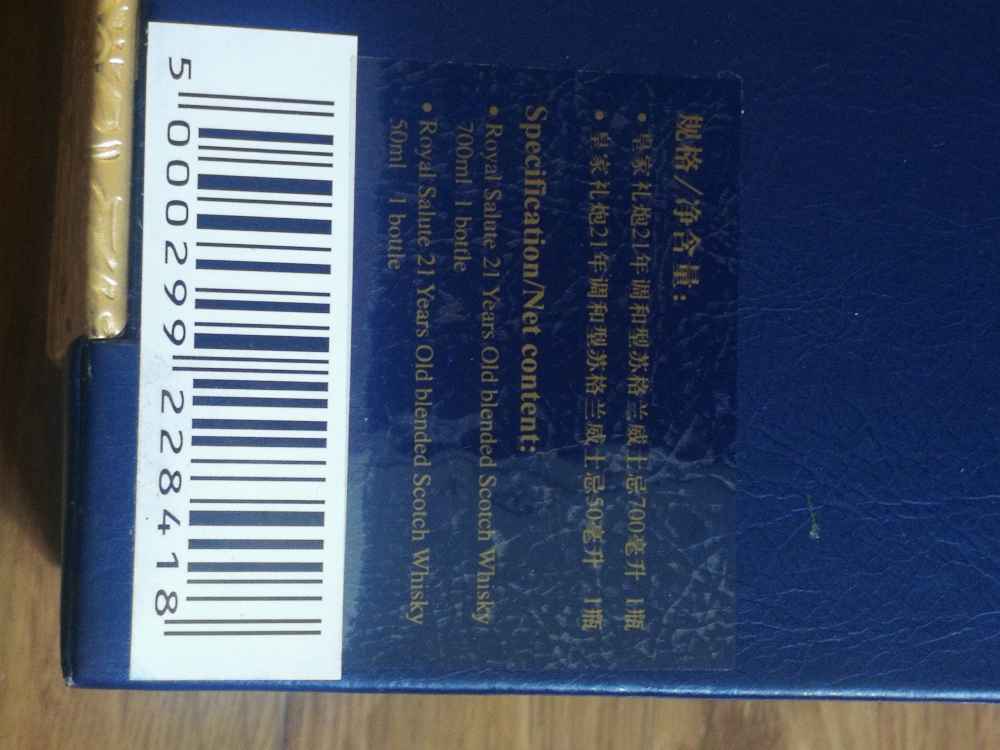 规格/净含量:
• 皇家礼炮21年调和型苏格兰威士忌700毫升 1瓶
• 皇家礼炮21年调和型苏格兰威士忌50毫升 1瓶
Specification/Net content:
• Royal Salute 21 Years Old blended Scotch Whisky
700ml 1 bottle
• Royal Salute 21 Years Old blended Scotch Whisky
50ml 1 bottle
5 000299 228418